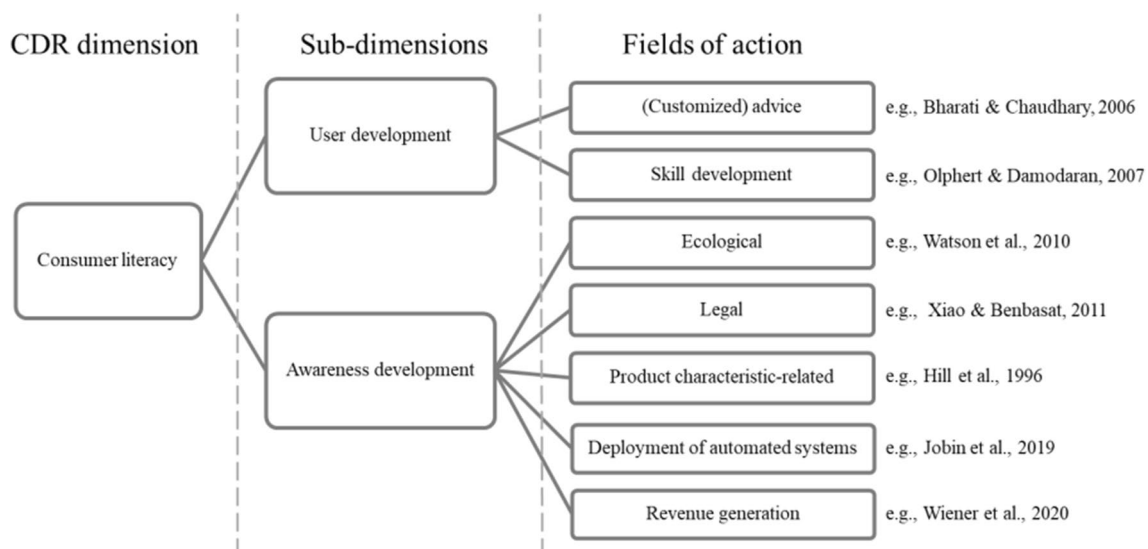 CDR dimension
Sub-dimensions
Fields of action
(Customized) advice
e.g., Bharati & Chaudhary, 2006
User development
Skill development
e.g., Olphert & Damodaran, 2007
Ecological
e.g., Watson et al., 2010
Consumer literacy
Legal
e.g., Xiao & Benbasat, 2011
Awareness development
Product characteristic-related
e.g., Hill et al., 1996
Deployment of automated systems
e.g., Jobin et al., 2019
Revenue generation
e.g., Wiener et al., 2020